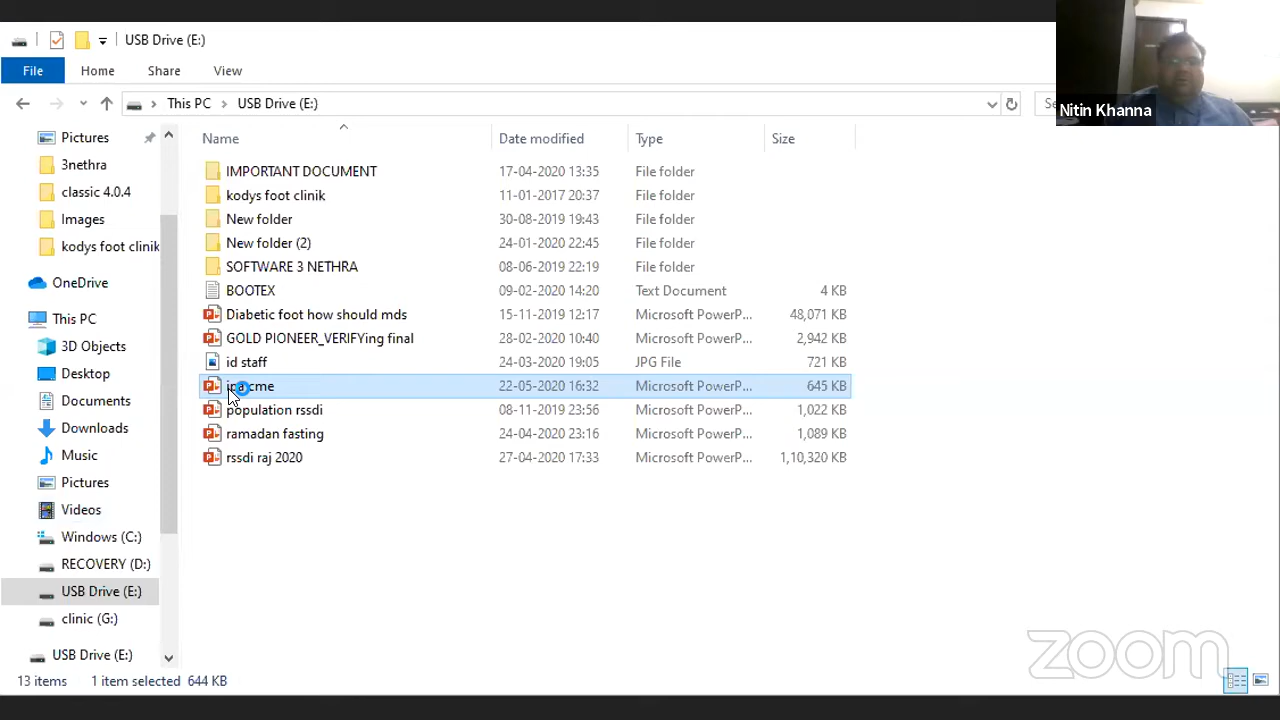 USB Drive (E:)
File Home Share View
This PC USB Drive (E:)
Nitin Khanna
Name Date modified Type Size
Pictures
3nethra
classic 4.0.4
Images
kodys foot clinik
OneDrive
This PC
3D Objects
Desktop
Documents
Downloads
Music
Pictures
Videos
Windows (C:)
RECOVERY (D:)
USB Drive (E:)
clinic (G:)
USB Drive (E:)
IMPORTANT DOCUMENT 17-04-2020 13:35 File folder
kodys foot clinik 11-01-2017 20:37 File folder
New folder 30-08-2019 19:43 File folder
New folder (2) 24-01-2020 22:45 File folder
SOFTWARE 3 NETHRA 08-06-2019 22:19 File folder
BOOTEX 09-02-2020 14:20 Text Document 4 KB
Diabetic foot how should mds 15-11-2019 12:17 Microsoft PowerP... 48,071 KB
GOLD PIONEER_VERIFYing final 28-02-2020 10:40 Microsoft PowerP... 2,942 KB
id staff 24-03-2020 19:05 JPG File 721 KB
cme 22-05-2020 16:32 Microsoft PowerP... 645 KB
population rssdi 08-11-2019 23:56 Microsoft PowerP... 1,022 KB
ramadan fasting 24-04-2020 23:16 Microsoft PowerP... 1,089 KB
rssdi raj 2020 27-04-2020 17:33 Microsoft PowerP... 1,10,320 KB
zoom
13 items 1 item selected 644 KB